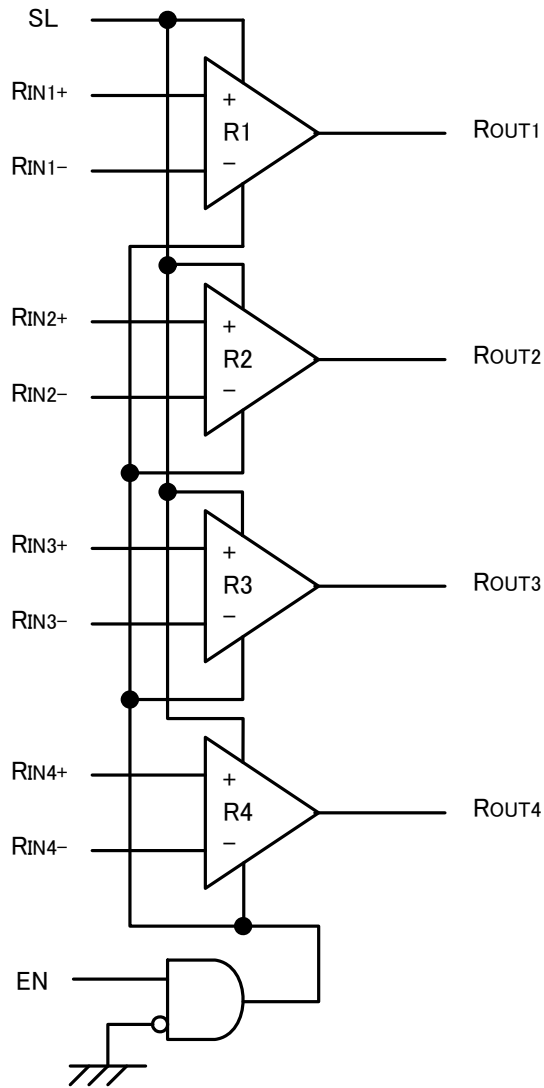 SL
RIN1+
+
R1
ROUT1
RIN1−
−
RIN2+
+
R2
ROUT2
RIN2−
−
RIN3+
+
R3
ROUT3
RIN3−
−
RIN4+
+
R4
ROUT4
RIN4−
−
EN